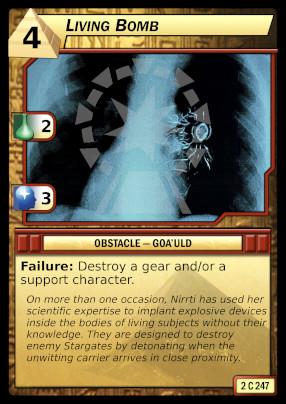 4
LIVING BOMB
2
3
OBSTACLE — GOA'ULD
Failure: Destroy a gear and/or a
support character.
On more than one occasion, Nirrti has used her
scientific expertise to implant explosive devices
inside the bodies of living subjects without their
knowledge. They are designed to destroy
enemy Stargates by detonating when the
unwitting carrier arrives in close proximity.
2 C 247